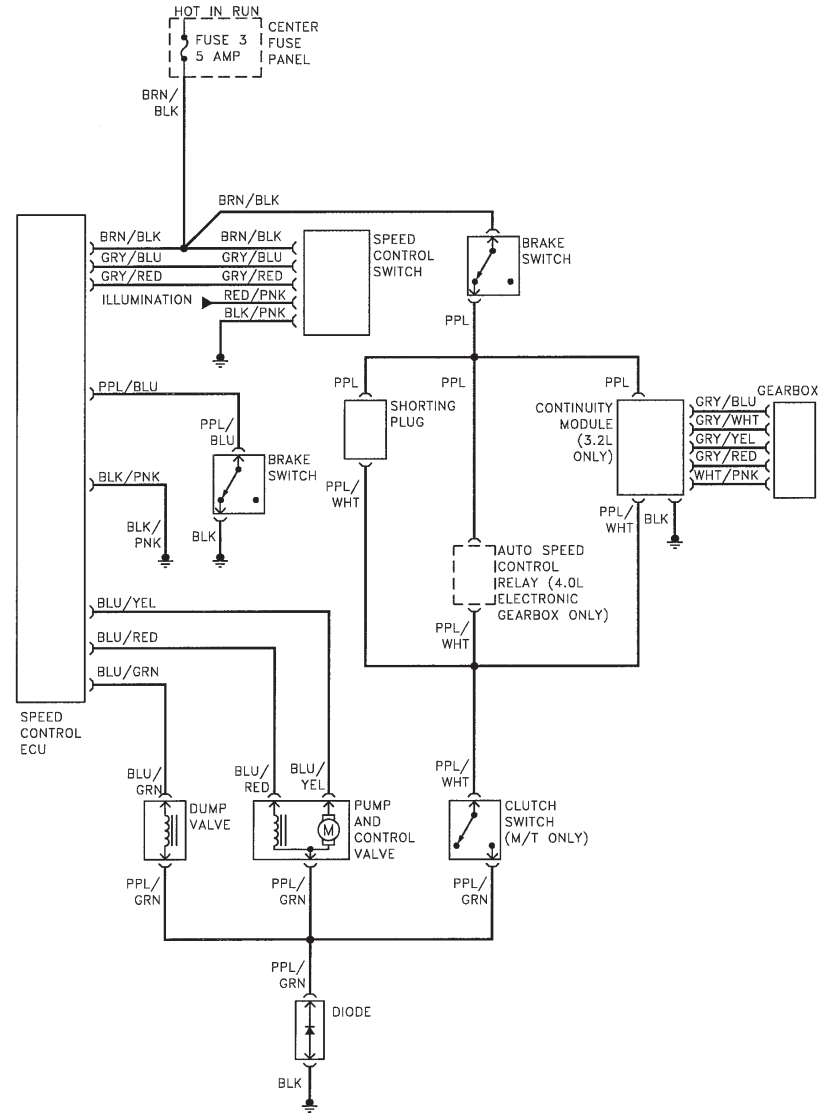 HOT IN RUN
FUSE 3
5 AMP
CENTER
FUSE
PANEL
BRN/
BLK
BRN/BLK
BRN/BLK
BRN/BLK
GRY/BLU
GRY/BLU
GRY/RED
GRY/RED
ILLUMINATION
RED/PNK
BLK/PNK
SPEED
CONTROL
SWITCH
BRAKE
SWITCH
PPL
PPL
PPL
PPL
PPL/BLU
PPL/
BLU
BRAKE
SWITCH
BLK
SHORTING
PLUG
PPL/
WHT
CONTINUITY
MODULE
(3.2L
ONLY)
GEARBOX
GRY/BLU
GRY/WHT
GRY/YEL
GRY/RED
WHT/PNK
PPL/
WHT
BLK
BLK/PNK
BLK/
PNK
AUTO SPEED
CONTROL
RELAY (4.0L
ELECTRONIC
GEARBOX ONLY)
PPL/
WHT
BLU/YEL
BLU/RED
BLU/GRN
SPEED
CONTROL
ECU
BLU/
GRN
BLU/
RED
BLU/
YEL
PPL/
WHT
DUMP
VALVE
M
PUMP
AND
CONTROL
VALVE
CLUTCH
SWITCH
(M/T ONLY)
PPL/
GRN
PPL/
GRN
PPL/
GRN
PPL/
GRN
DIODE
BLK